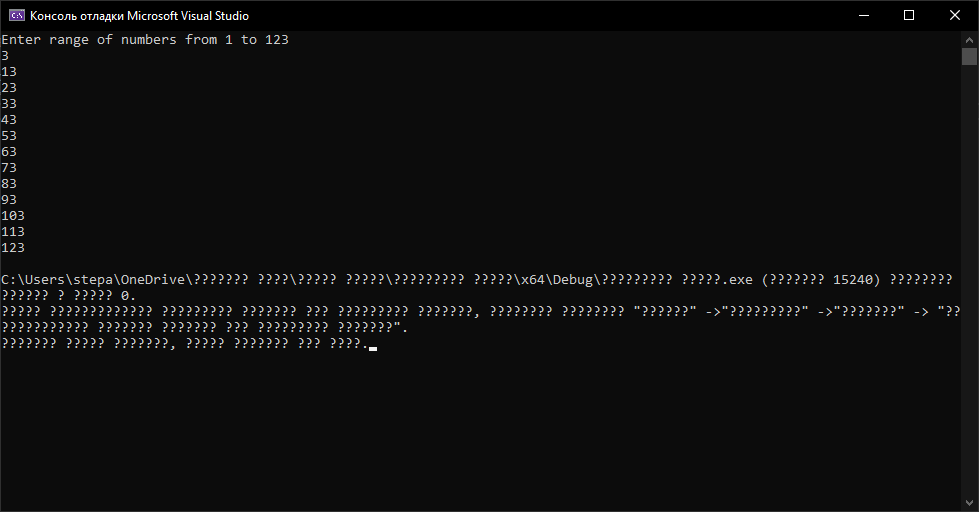 Консоль отладки Microsoft Visual Studio
Enter range of numbers from 1 to 123
3
13
23
33
43
53
63
73
83
93
103
113
123
C:\Users\stepa\OneDrive\??????? ????\????? ?????\????????? ?????\x64\Debug\????????? ?????.exe (??????? 15240) ????????
?????? ? ????? 0.
????? ????????????? ????????? ??????? ??? ????????? ???????, ???????? ???????? "??????" ->"?????????" ->"???????" -> "??
??????????? ??????? ??????? ??? ????????? ???????".
??????? ????? ???????, ????? ??????? ??? ????.